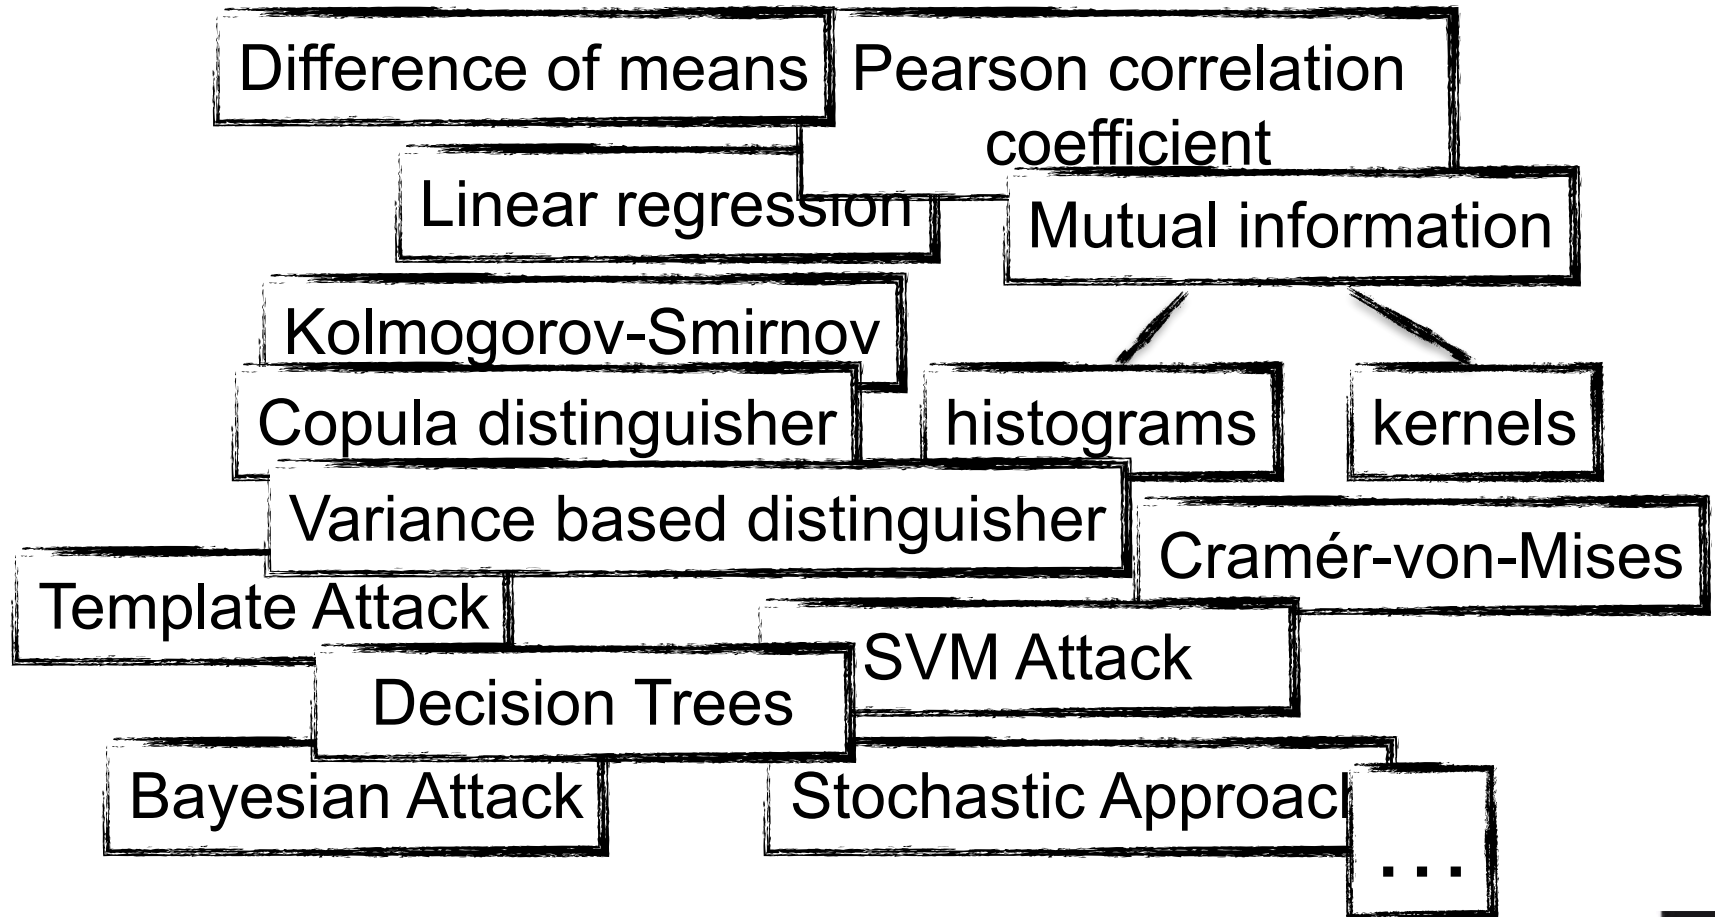 Difference of means
Pearson correlation
coefficient
Linear regression
Mutual information
Kolmogorov-Smirnov
Copula distinguisher
histograms
kernels
Variance based distinguisher
Cramér-von-Mises
Template Attack
SVM Attack
Decision Trees
Bayesian Attack
Stochastic Approach
...